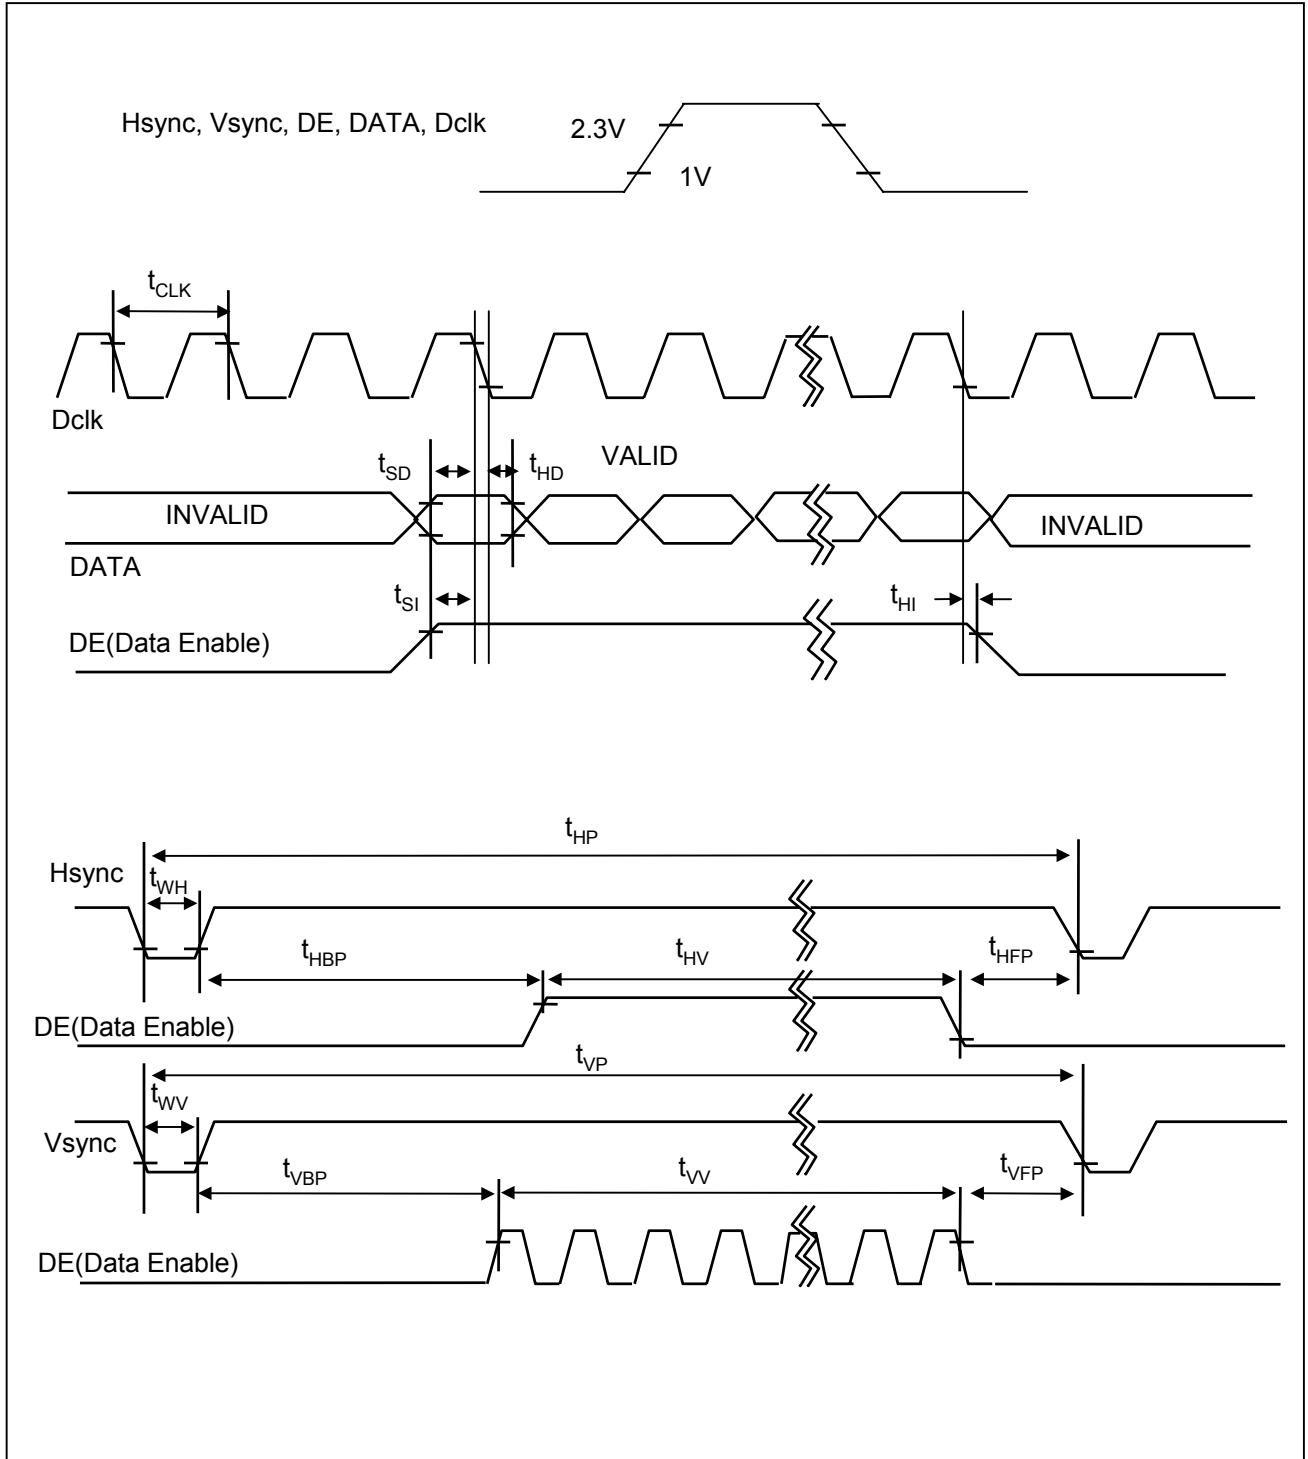 Hsync, Vsync, DE, DATA, Dclk
2.3V
1V
tCLK
Dclk
tSD
tHD
VALID
INVALID
INVALID
DATA
tSI
tHI
DE(Data Enable)
tHP
Hsync
tWH
tHBP
tHV
tHFP
DE(Data Enable)
tVP
tWV
Vsync
tVBP
tVV
tVFP
DE(Data Enable)